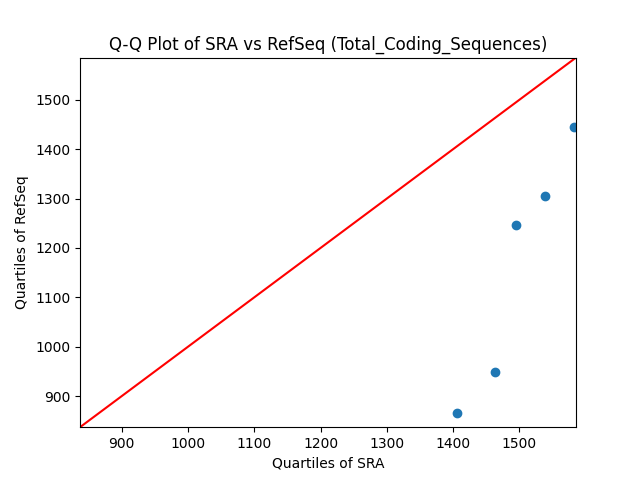 Q-Q Plot of SRA vs RefSeq (Total_Coding_Sequences)
1500
1400
1300
1200
1100
1000
900
Quartiles of RefSeq
900 1000 1100 1200 1300 1400 1500
Quartiles of SRA